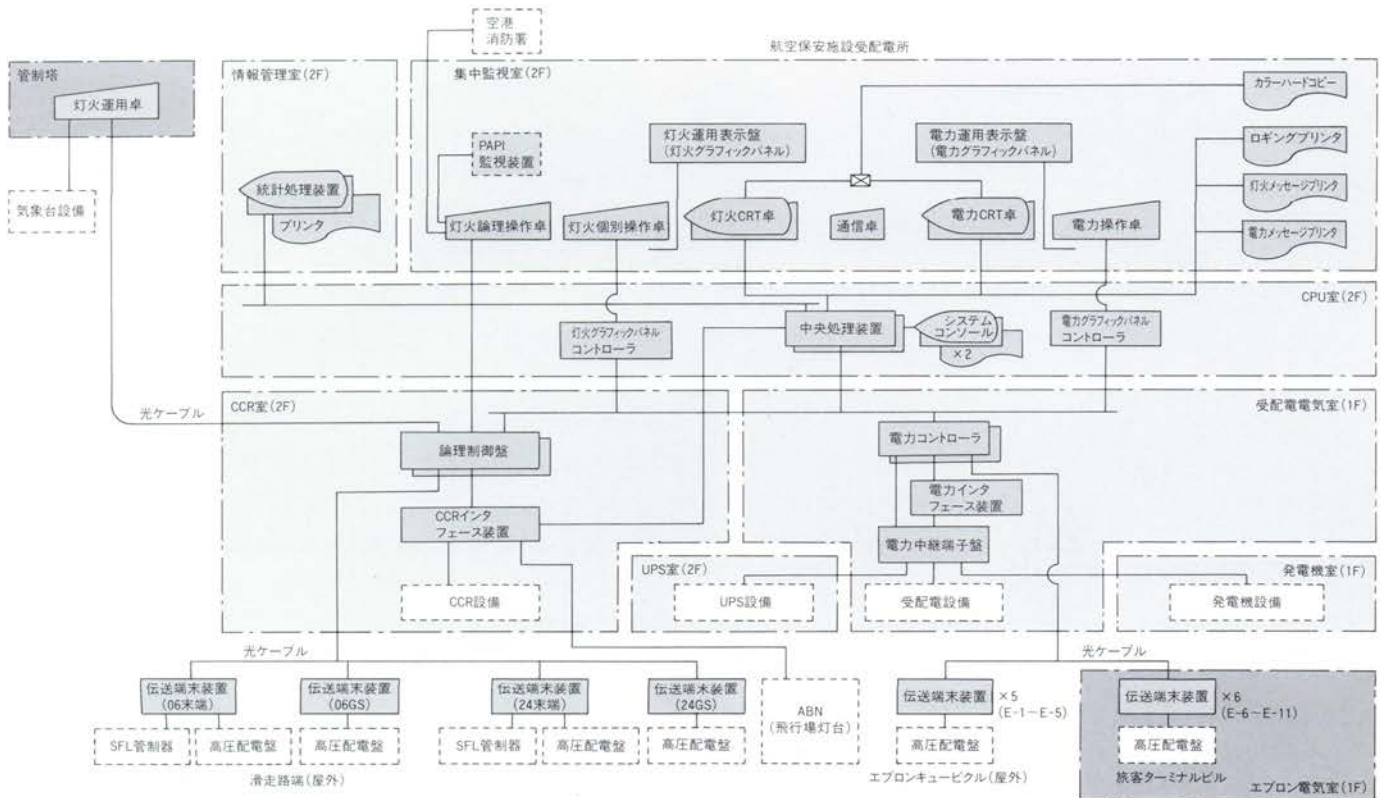 空港
消防署
航空保安施設受配電所
管制塔
灯火運用卓
気象台設備
情報管理室(2F)
統計処理装置
プリンタ
集中監視室(2F)
PAPI
監視装置
灯火運用表示盤
(灯火グラフィックパネル)
電力運用表示盤
(電力グラフィックパネル)
カラーハードコピー
ロギングプリンタ
灯火メッセージプリンタ
電力メッセージプリンタ
灯火論理操作卓
灯火個別操作卓
灯火CRT卓
通信卓
電力CRT卓
電力操作卓
CPU室(2F)
灯火グラフィックパネル
コントローラ
中央処理装置
システム
コンソール
×2
電力グラフィックパネル
コントローラ
光ケーブル
CCR室(2F)
論理制御盤
CCRインタ
フェース装置
CCR設備
受配電電気室(1F)
電力コントローラ
電力インタ
フェース装置
電力中継端子盤
UPS室(2F)
UPS設備
受配電設備
発電機室(1F)
発電機設備
光ケーブル
伝送端末装置
(06末端)
伝送端末装置
(06GS)
伝送端末装置
(24末端)
伝送端末装置
(24GS)
SFL管制器
高圧配電盤
高圧配電盤
SFL管制器
高圧配電盤
高圧配電盤
滑走路端(屋外)
ABN
(飛行場灯台)
光ケーブル
伝送端末装置
×5
(E-1~E-5)
高圧配電盤
エプロンキュービクル(屋外)
伝送端末装置
×6
(E-6~E-11)
高圧配電盤
旅客ターミナルビル
エプロン電気室(1F)